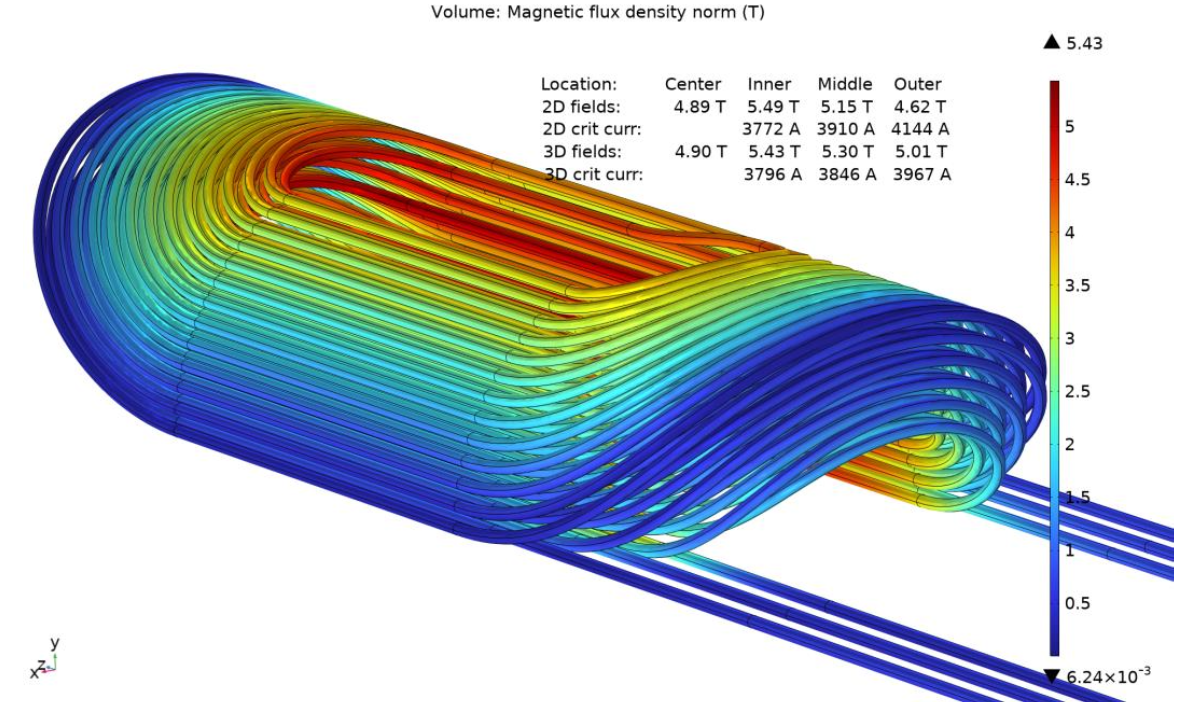 Volume: Magnetic flux density norm (T)
▲ 5.43
Location: Center Inner Middle Outer
2D fields: 4.89 T 5.49 T 5.15 T 4.62 T
2D crit curr: 3772 A 3910 A 4144 A
3D fields: 4.90 T 5.43 T 5.30 T 5.01 T
3D crit curr: 3796 A 3846 A 3967 A
5
4.5
4
3.5
3
2.5
2
1.5
1
0.5
▼ 6.24×10⁻³
y
z
x